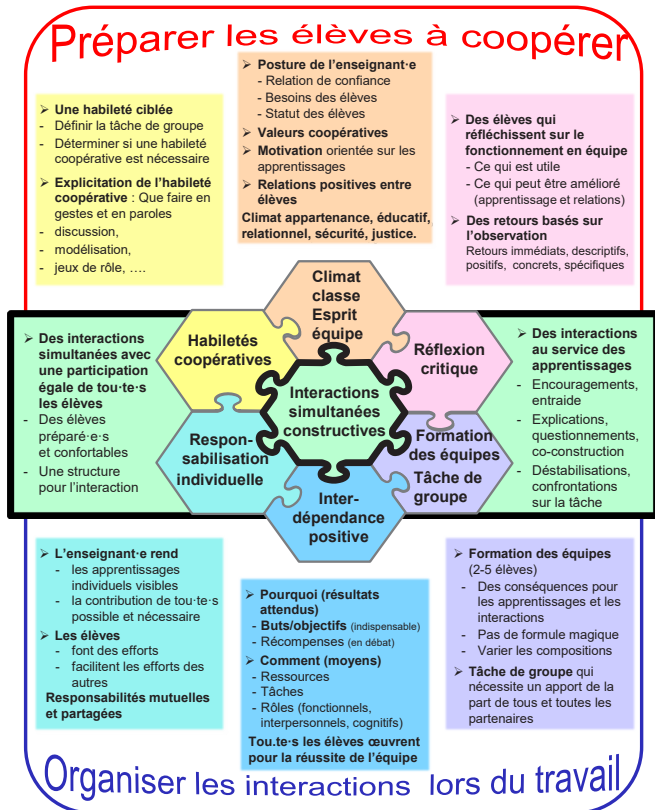 Préparer les élèves à coopérer
➢ Posture de l'enseignant·e
- Relation de confiance
- Besoins des élèves
- Statut des élèves
➢ Valeurs coopératives
➢ Motivation orientée sur les
apprentissages
➢ Relations positives entre
élèves
Climat appartenance, éducatif,
relationnel, sécurité, justice.
➢ Une habileté ciblée
- Définir la tâche de groupe
- Déterminer si une habileté
coopérative est nécessaire
➢ Explicitation de l'habileté
coopérative : Que faire en
gestes et en paroles
- discussion,
- modélisation,
- jeux de rôle, ….
➢ Des élèves qui
réfléchissent sur le
fonctionnement en équipe
- Ce qui est utile
- Ce qui peut être amélioré
(apprentissage et relations)
➢ Des retours basés sur
l'observation
Retours immédiats, descriptifs,
positifs, concrets, spécifiques
Climat
classe
Esprit
équipe
Habiletés
coopératives
Réflexion
critique
Interactions
simultanées
constructives
Respon-
sabilisation
individuelle
Formation
des équipes
Tâche de
groupe
Inter-
dépendance
positive
➢ Des interactions
simultanées avec
une participation
égale de tou·te·s
les élèves
- Des élèves
préparé·e·s
et confortables
- Une structure
pour l'interaction
➢ Des interactions
au service des
apprentissages
- Encouragements,
entraide
- Explications,
questionnements,
co-construction
- Déstabilisations,
confrontations
sur la tâche
➢ L'enseignant·e rend
- les apprentissages
individuels visibles
- la contribution de tou·te·s
possible et nécessaire
➢ Les élèves
- font des efforts
- facilitent les efforts des
autres
Responsabilités mutuelles
et partagées
➢ Pourquoi (résultats
attendus)
- Buts/objectifs (indispensable)
- Récompenses (en débat)
➢ Comment (moyens)
- Ressources
- Tâches
- Rôles (fonctionnels,
interpersonnels, cognitifs)
Tou.te·s les élèves œuvrent
pour la réussite de l'équipe
➢ Formation des équipes
(2-5 élèves)
- Des conséquences pour
les apprentissages et les
interactions
- Pas de formule magique
- Varier les compositions
➢ Tâche de groupe qui
nécessite un apport de la
part de tous et toutes les
partenaires
Organiser les interactions lors du travail